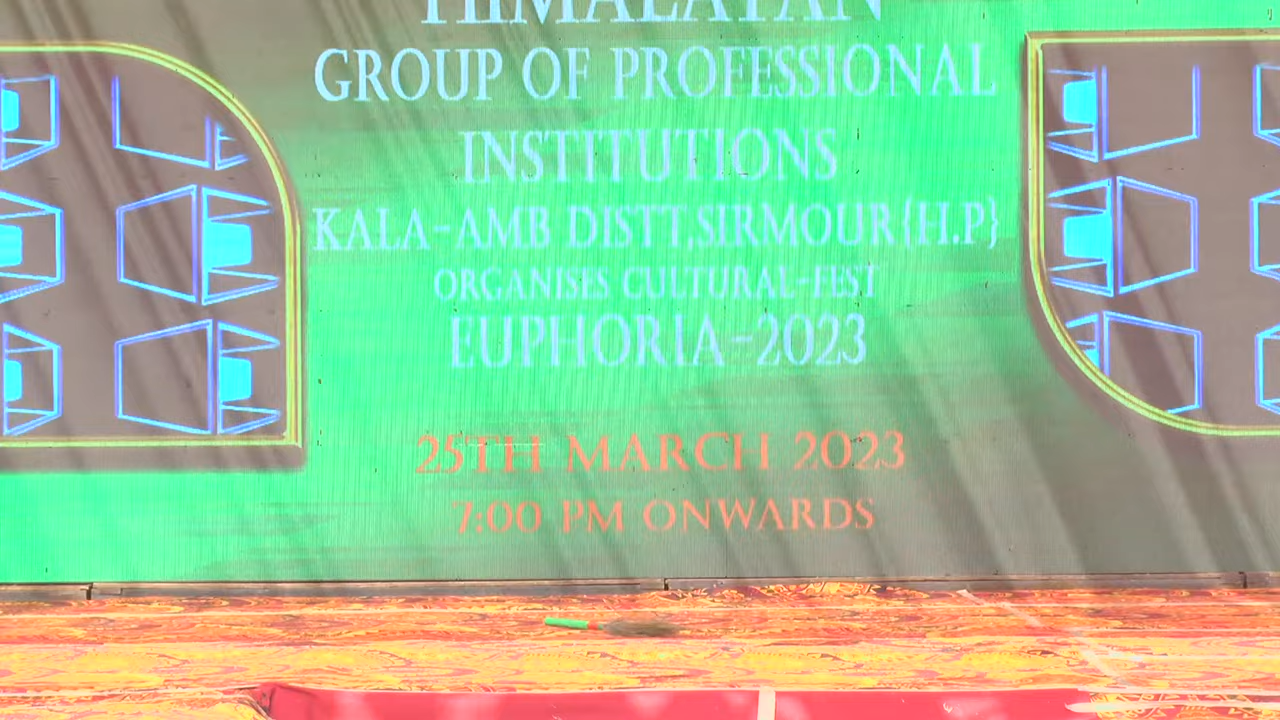 HIMALAYAN
GROUP OF PROFESSIONAL
INSTITUTIONS
KALA-AMB DISTT,SIRMOUR{H.P}
ORGANISES CULTURAL-FEST
EUPHORIA-2023
25TH MARCH 2023
7:00 PM ONWARDS